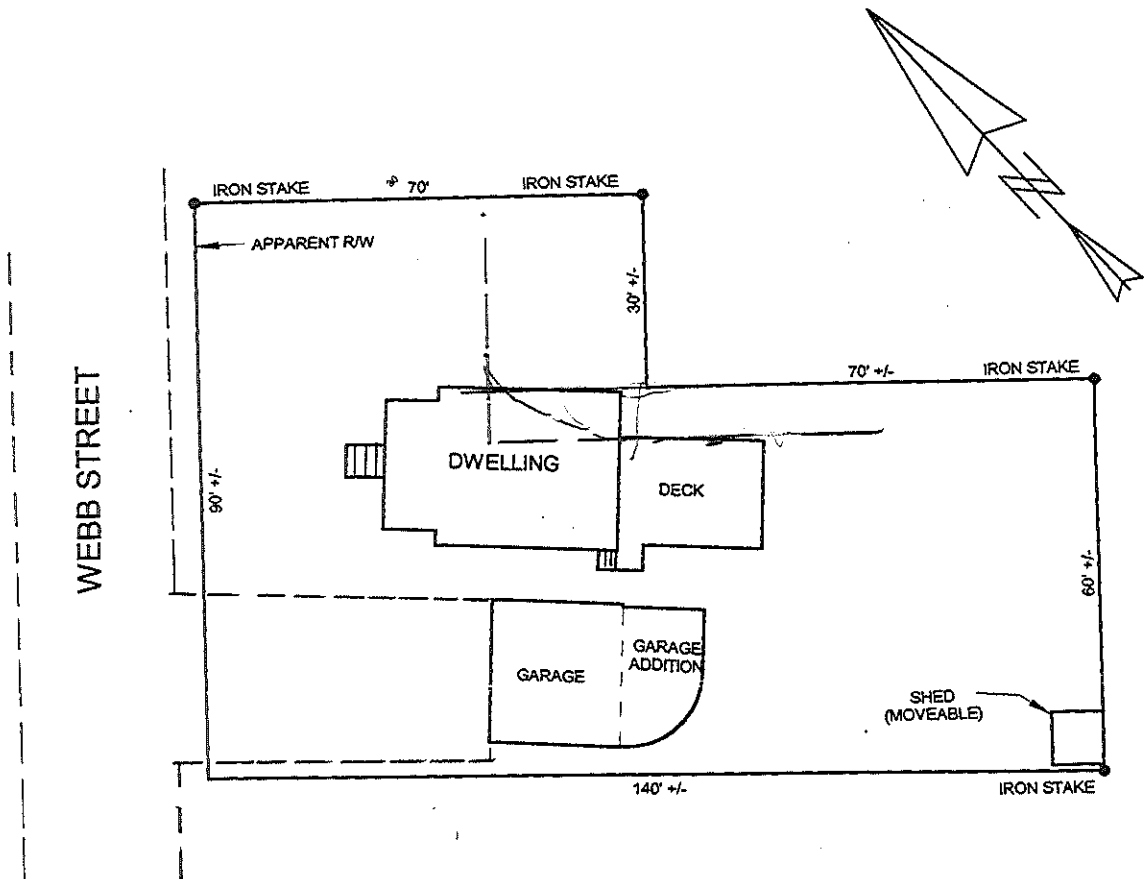 IRON STAKE
70'
IRON STAKE
APPARENT R/W
30' +/-
70' +/-
IRON STAKE
WEBB STREET
90' +/-
DWELLING
DECK
60' +/-
GARAGE
GARAGE
ADDITION
SHED
(MOVEABLE)
140' +/-
IRON STAKE